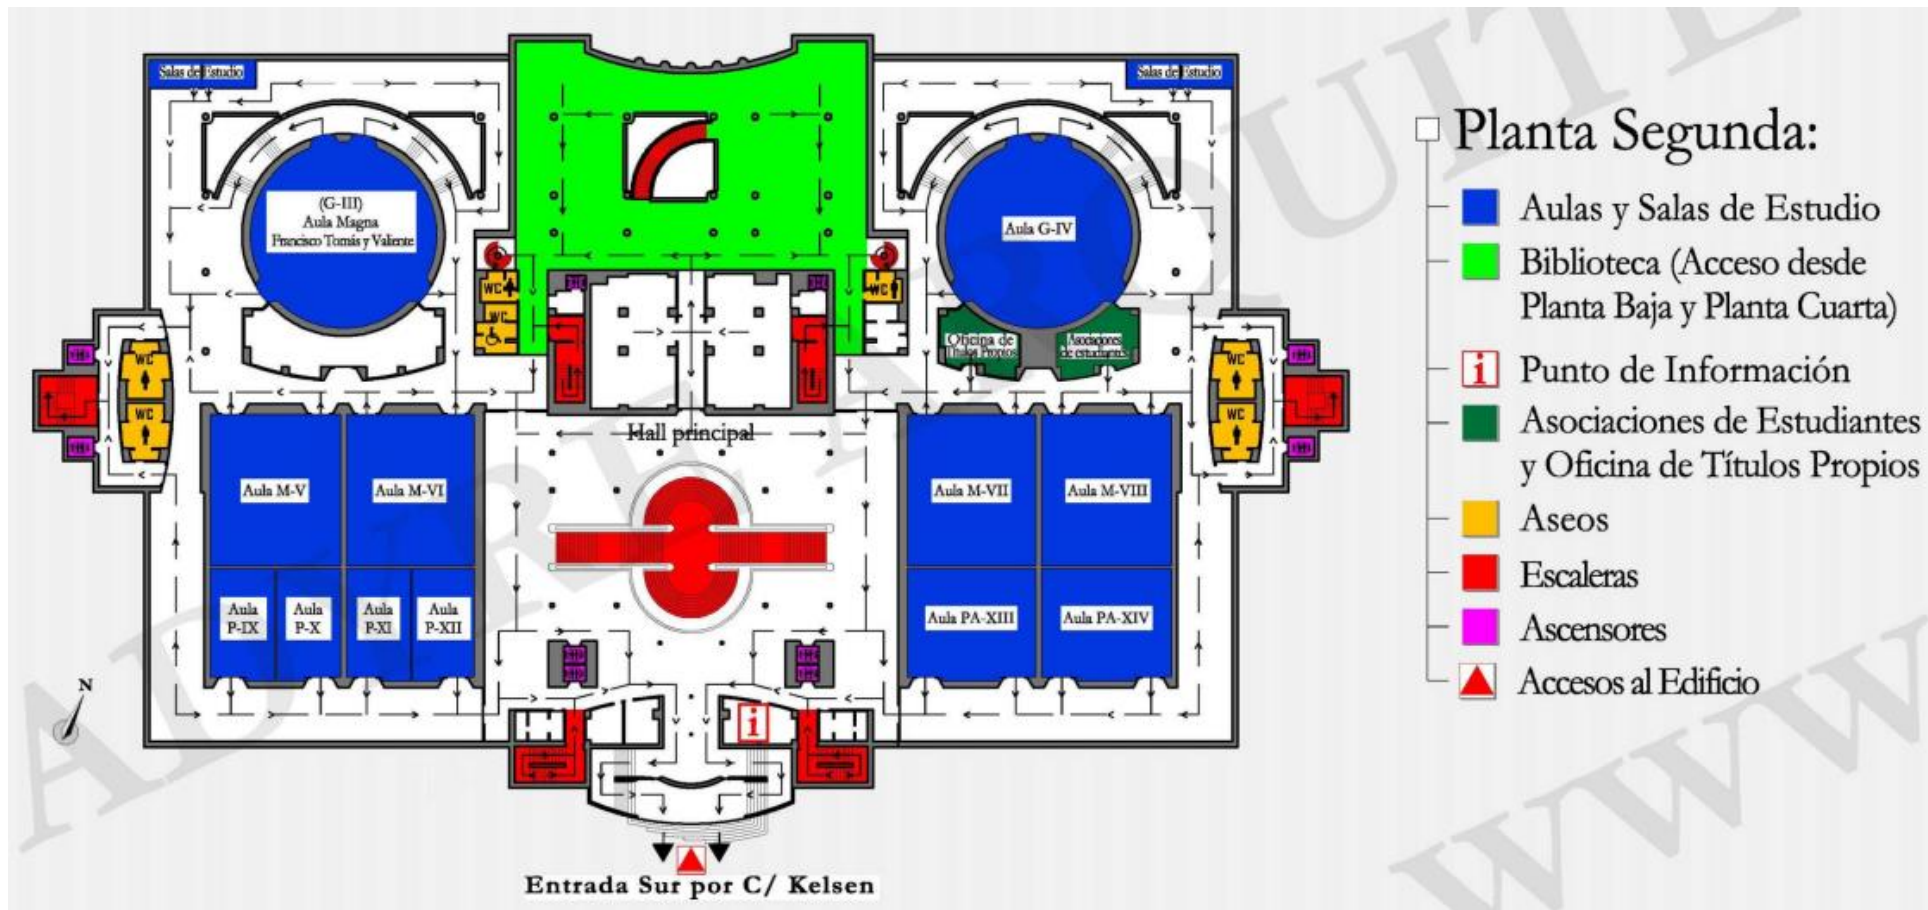 Salas de Estudio
Salas de Estudio
(G-III)
Aula Magna
Francisco Tomás y Valiente
Aula G-IV
WC
WC
WC
Oficina de
Títulos Propios
Asociaciones
de estudiantes
WC
WC
WC
WC
Hall principal
Aula M-V
Aula M-VI
Aula M-VII
Aula M-VIII
Aula
P-IX
Aula
P-X
Aula
P-XI
Aula
P-XII
Aula PA-XIII
Aula PA-XIV
N
i
Entrada Sur por C/ Kelsen
Planta Segunda:
Aulas y Salas de Estudio
Biblioteca (Acceso desde
Planta Baja y Planta Cuarta)
i Punto de Información
Asociaciones de Estudiantes
y Oficina de Títulos Propios
Aseos
Escaleras
Ascensores
Accesos al Edificio